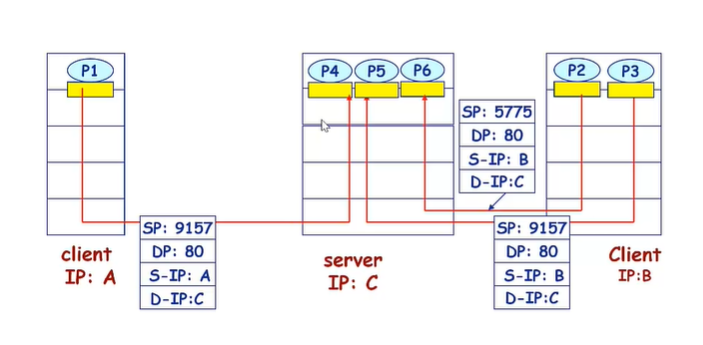 P1
P4 P5 P6
P2 P3
SP: 5775
DP: 80
S-IP: B
D-IP:C
SP: 9157
DP: 80
S-IP: A
D-IP:C
SP: 9157
DP: 80
S-IP: B
D-IP:C
client
IP: A
server
IP: C
Client
IP:B